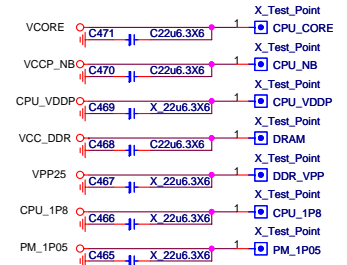 X_Test_Point
VCORE 1 CPU_CORE
C471 C22u6.3X6
X_Test_Point
VCCP_NB 1 CPU_NB
C470 C22u6.3X6
X_Test_Point
CPU_VDDP 1 CPU_VDDP
C469 X_22u6.3X6
X_Test_Point
VCC_DDR 1 DRAM
C468 C22u6.3X6
X_Test_Point
VPP25 1 DDR_VPP
C467 X_22u6.3X6
X_Test_Point
CPU_1P8 1 CPU_1P8
C466 X_22u6.3X6
X_Test_Point
PM_1P05 1 PM_1P05
C465 X_22u6.3X6